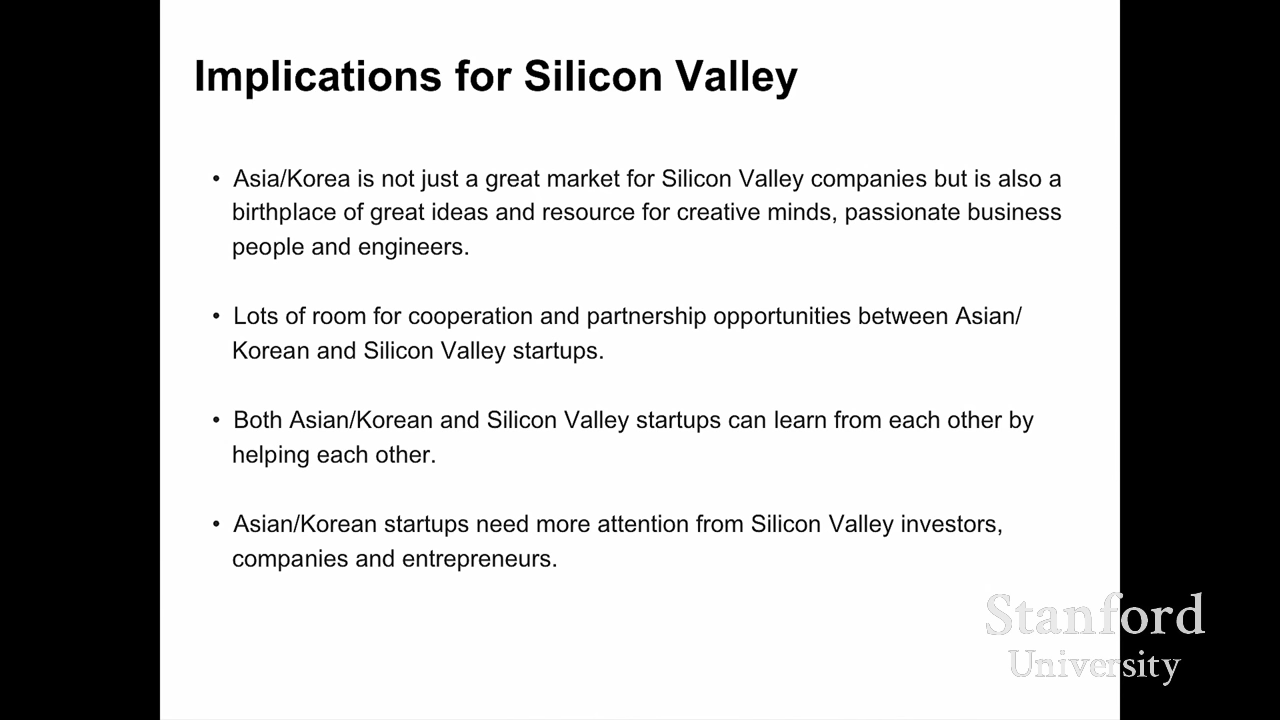 Implications for Silicon Valley
• Asia/Korea is not just a great market for Silicon Valley companies but is also a
birthplace of great ideas and resource for creative minds, passionate business
people and engineers.
• Lots of room for cooperation and partnership opportunities between Asian/
Korean and Silicon Valley startups.
• Both Asian/Korean and Silicon Valley startups can learn from each other by
helping each other.
• Asian/Korean startups need more attention from Silicon Valley investors,
companies and entrepreneurs.
Stanford
University